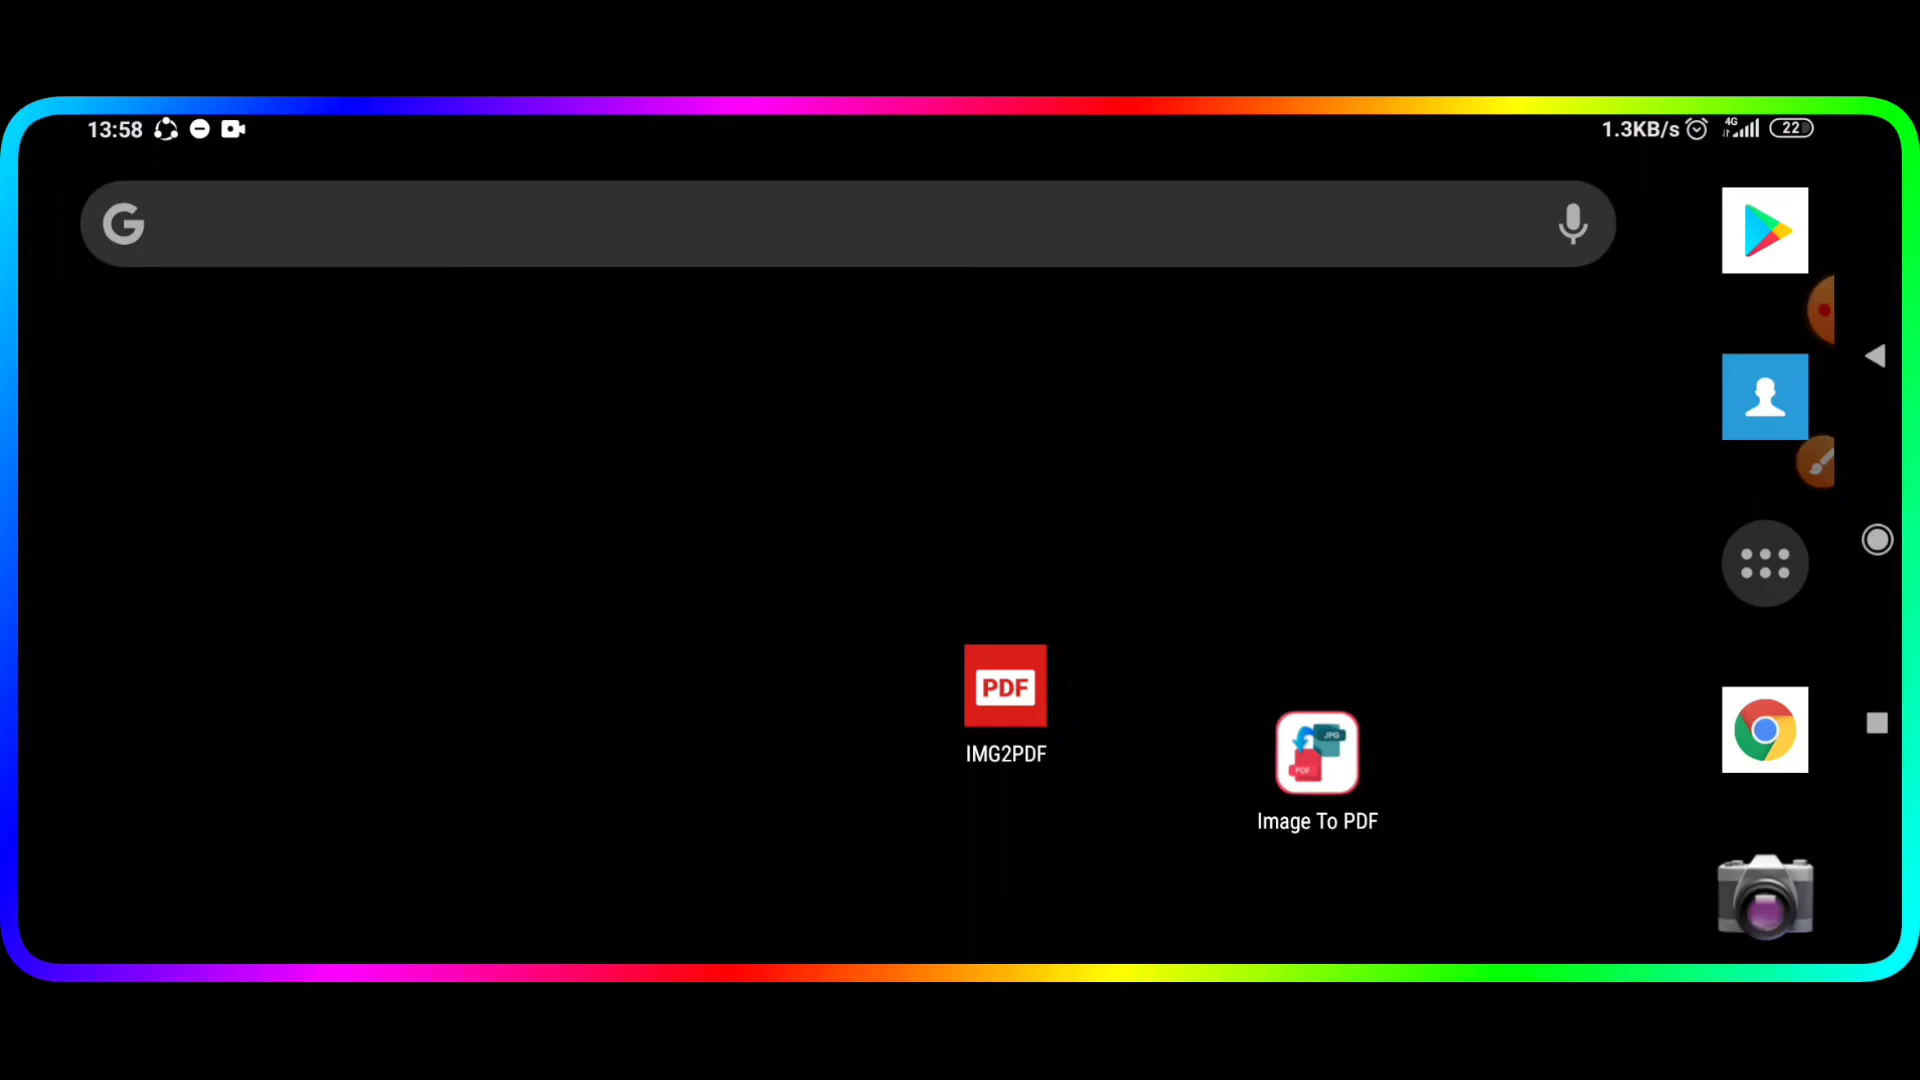 13:58
1.3KB/s
4G
22
PDF
IMG2PDF
JPG
PDF
Image To PDF